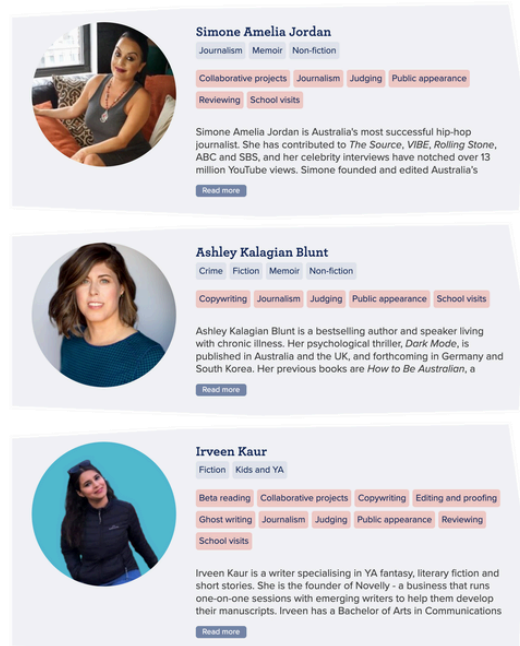 Simone Amelia Jordan
Journalism Memoir Non-fiction
Collaborative projects Journalism Judging Public appearance
Reviewing School visits
Simone Amelia Jordan is Australia's most successful hip-hop
journalist. She has contributed to The Source, VIBE, Rolling Stone,
ABC and SBS, and her celebrity interviews have notched over 13
million YouTube views. Simone founded and edited Australia's
Read more
Ashley Kalagian Blunt
Crime Fiction Memoir Non-fiction
Copywriting Journalism Judging Public appearance School visits
Ashley Kalagian Blunt is a bestselling author and speaker living
with chronic illness. Her psychological thriller, Dark Mode, is
published in Australia and the UK, and forthcoming in Germany and
South Korea. Her previous books are How to Be Australian, a
Read more
Irveen Kaur
Fiction Kids and YA
Beta reading Collaborative projects Copywriting Editing and proofing
Ghost writing Journalism Judging Public appearance Reviewing
School visits
Irveen Kaur is a writer specialising in YA fantasy, literary fiction and
short stories. She is the founder of Novelly - a business that runs
one-on-one sessions with emerging writers to help them develop
their manuscripts. Irveen has a Bachelor of Arts in Communications
Read more